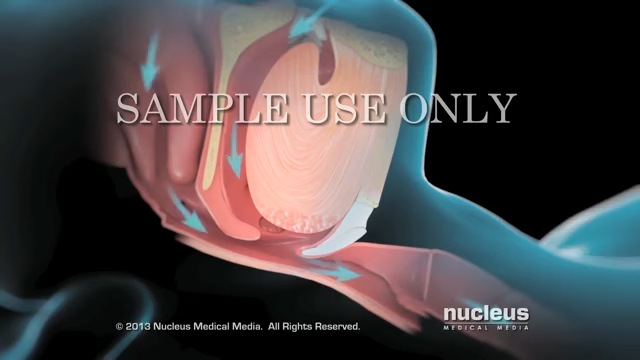 SAMPLE USE ONLY
© 2013 Nucleus Medical Media. All Rights Reserved.
nucleus
MEDICAL MEDIA